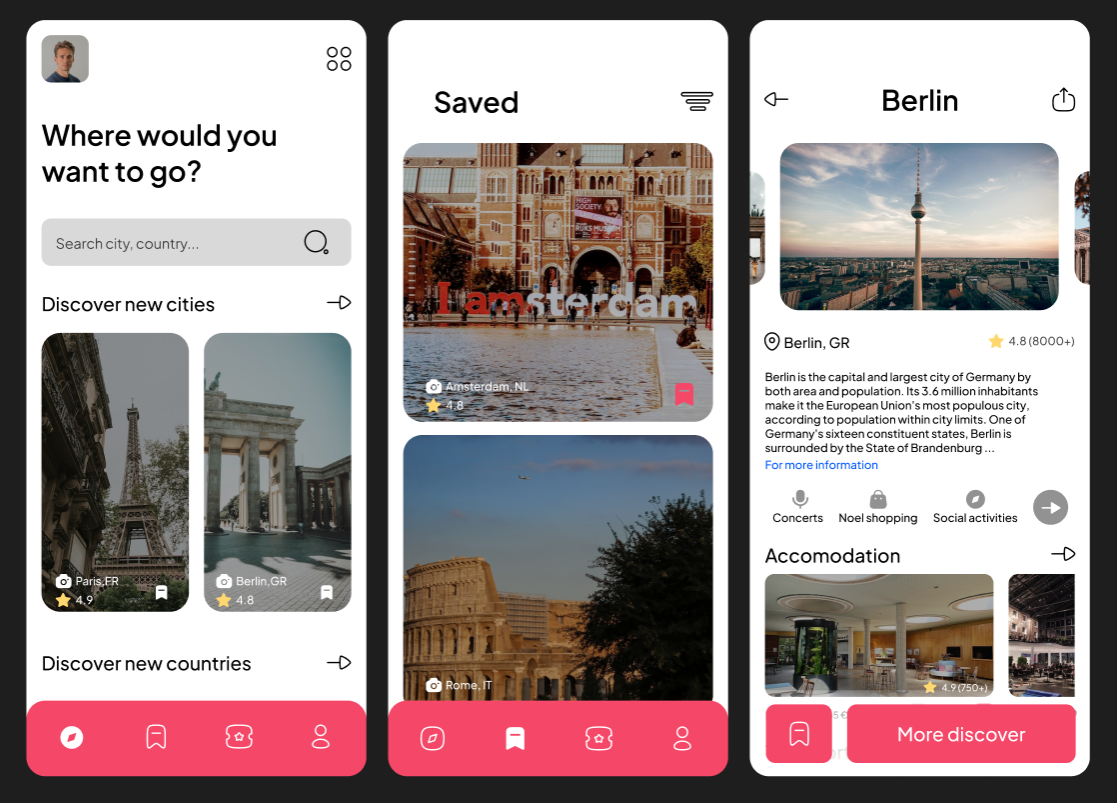 Where would you
want to go?
Search city, country...
Discover new cities
Paris,FR
4.9
Berlin,GR
4.8
Discover new countries
Saved
HIGH
SOCIETY
I amsterdam
Amsterdam, NL
4.8
Rome, IT
Berlin
Berlin, GR
4.8 (8000+)
Berlin is the capital and largest city of Germany by
both area and population. Its 3.6 million inhabitants
make it the European Union's most populous city,
according to population within city limits. One of
Germany's sixteen constituent states, Berlin is
surrounded by the State of Brandenburg ...
For more information
Concerts
Noel shopping
Social activities
Accomodation
4.9 (750+)
More discover